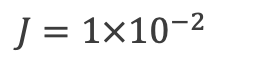 J = 1×10⁻²